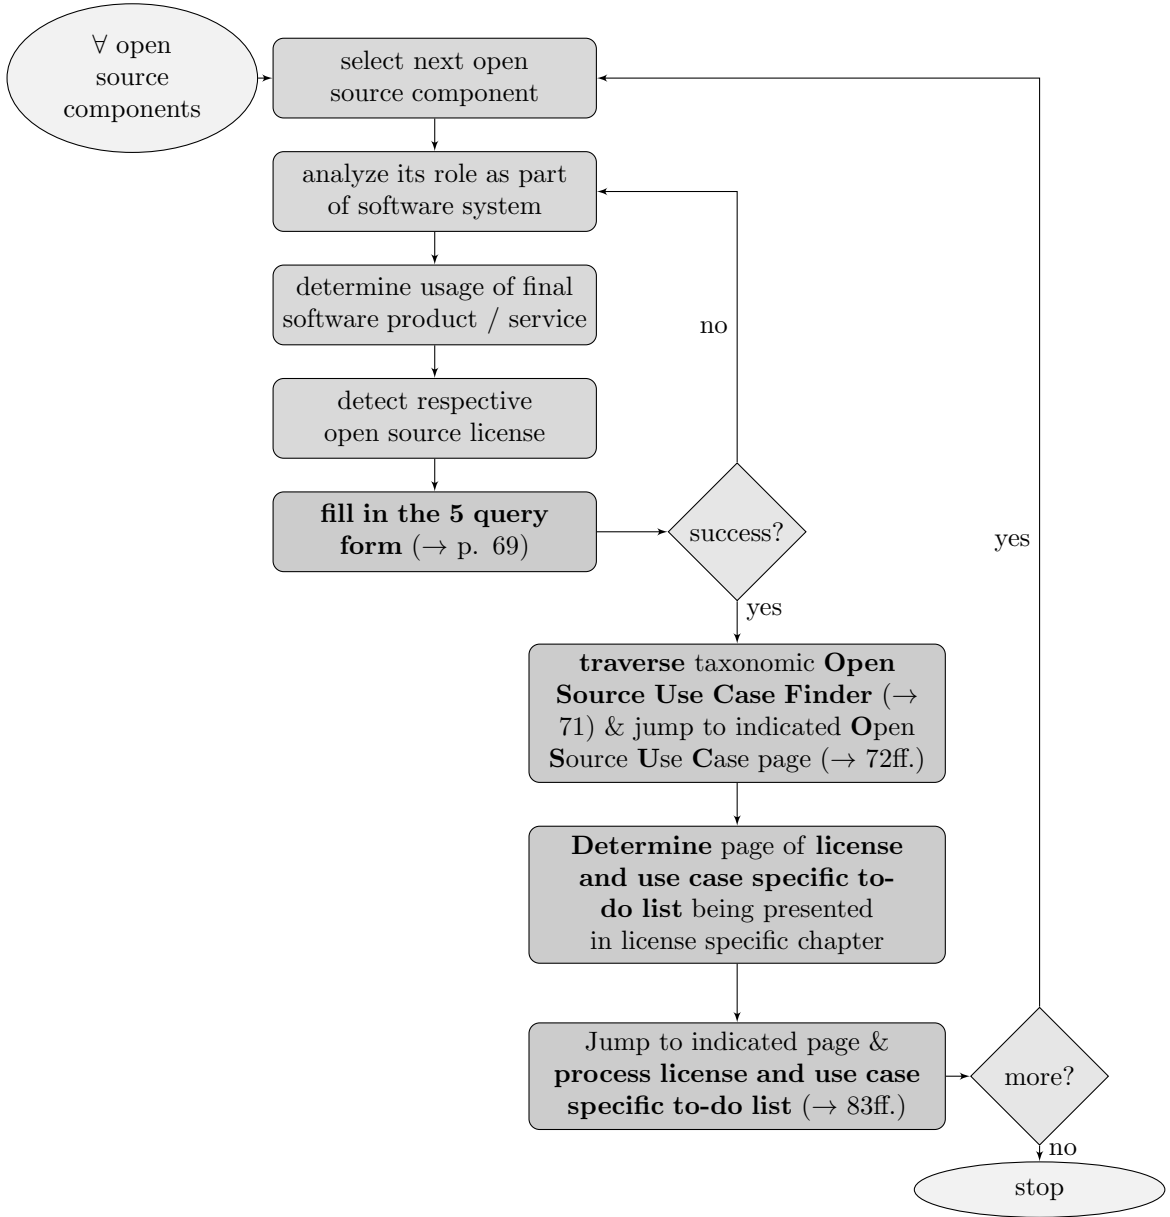 ∀ open
source
components
select next open
source component
analyze its role as part
of software system
determine usage of final
software product / service
no
detect respective
open source license
fill in the 5 query
form (→ p. 69)
success?
yes
yes
traverse taxonomic Open
Source Use Case Finder (→
71) & jump to indicated Open
Source Use Case page (→ 72ff.)
Determine page of license
and use case specific to-
do list being presented
in license specific chapter
Jump to indicated page &
process license and use case
specific to-do list (→ 83ff.)
more?
no
stop